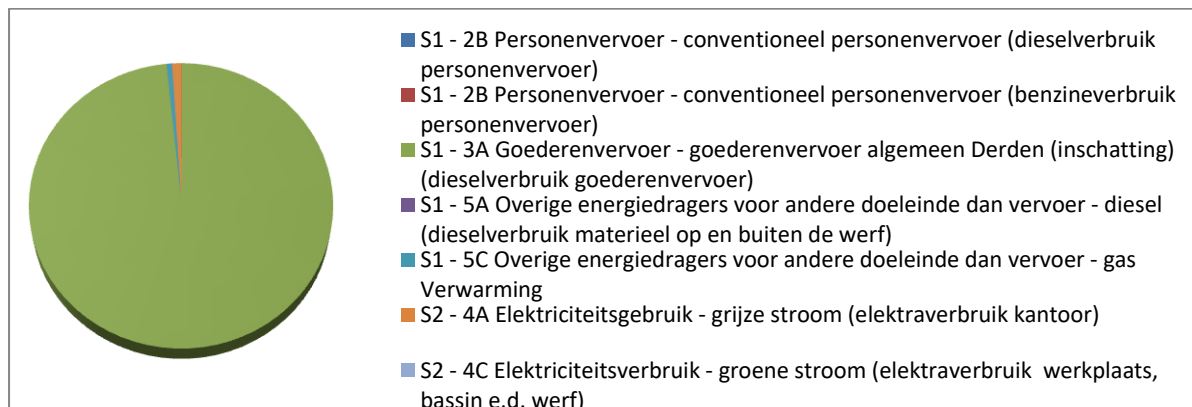 S1 - 2B Personenvervoer - conventioneel personenvervoer (dieselverbruik
personenvervoer)
S1 - 2B Personenvervoer - conventioneel personenvervoer (benzineverbruik
personenvervoer)
S1 - 3A Goederenvervoer - goederenvervoer algemeen Derden (inschatting)
(dieselverbruik goederenvervoer)
S1 - 5A Overige energiedragers voor andere doeleinde dan vervoer - diesel
(dieselverbruik materieel op en buiten de werf)
S1 - 5C Overige energiedragers voor andere doeleinde dan vervoer - gas
Verwarming
S2 - 4A Elektriciteitsgebruik - grijze stroom (elektraverbruik kantoor)
S2 - 4C Elektriciteitsverbruik - groene stroom (elektraverbruik  werkplaats,
bassin e.d. werf)